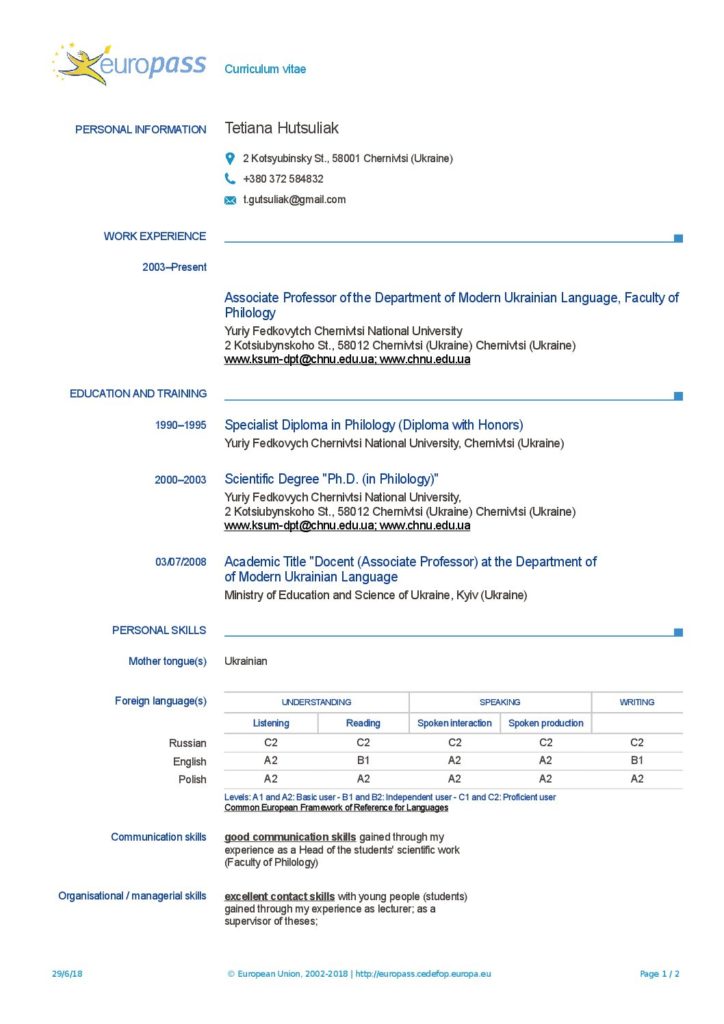 europass
Curriculum vitae
PERSONAL INFORMATION
Tetiana Hutsuliak
2 Kotsyubinsky St., 58001 Chernivtsi (Ukraine)
+380 372 584832
t.gutsuliak@gmail.com
WORK EXPERIENCE
2003–Present
Associate Professor of the Department of Modern Ukrainian Language, Faculty of
Philology
Yuriy Fedkovytch Chernivtsi National University
2 Kotsiubynskoho St., 58012 Chernivtsi (Ukraine) Chernivtsi (Ukraine)
www.ksum-dpt@chnu.edu.ua; www.chnu.edu.ua
EDUCATION AND TRAINING
1990–1995 Specialist Diploma in Philology (Diploma with Honors)
Yuriy Fedkovych Chernivtsi National University, Chernivtsi (Ukraine)
2000–2003 Scientific Degree "Ph.D. (in Philology)"
Yuriy Fedkovych Chernivtsi National University,
2 Kotsiubynskoho St., 58012 Chernivtsi (Ukraine) Chernivtsi (Ukraine)
www.ksum-dpt@chnu.edu.ua; www.chnu.edu.ua
03/07/2008 Academic Title "Docent (Associate Professor) at the Department of
of Modern Ukrainian Language
Ministry of Education and Science of Ukraine, Kyiv (Ukraine)
PERSONAL SKILLS
Mother tongue(s) Ukrainian
Foreign language(s) UNDERSTANDING SPEAKING WRITING
Listening Reading Spoken interaction Spoken production
Russian C2 C2 C2 C2 C2
English A2 B1 A2 A2 B1
Polish A2 A2 A2 A2 A2
Levels: A1 and A2: Basic user - B1 and B2: Independent user - C1 and C2: Proficient user
Common European Framework of Reference for Languages
Communication skills good communication skills gained through my
experience as a Head of the students' scientific work
(Faculty of Philology)
Organisational / managerial skills excellent contact skills with young people (students)
gained through my experience as lecturer; as a
supervisor of theses;
29/6/18 © European Union, 2002-2018 | http://europass.cedefop.europa.eu Page 1 / 2